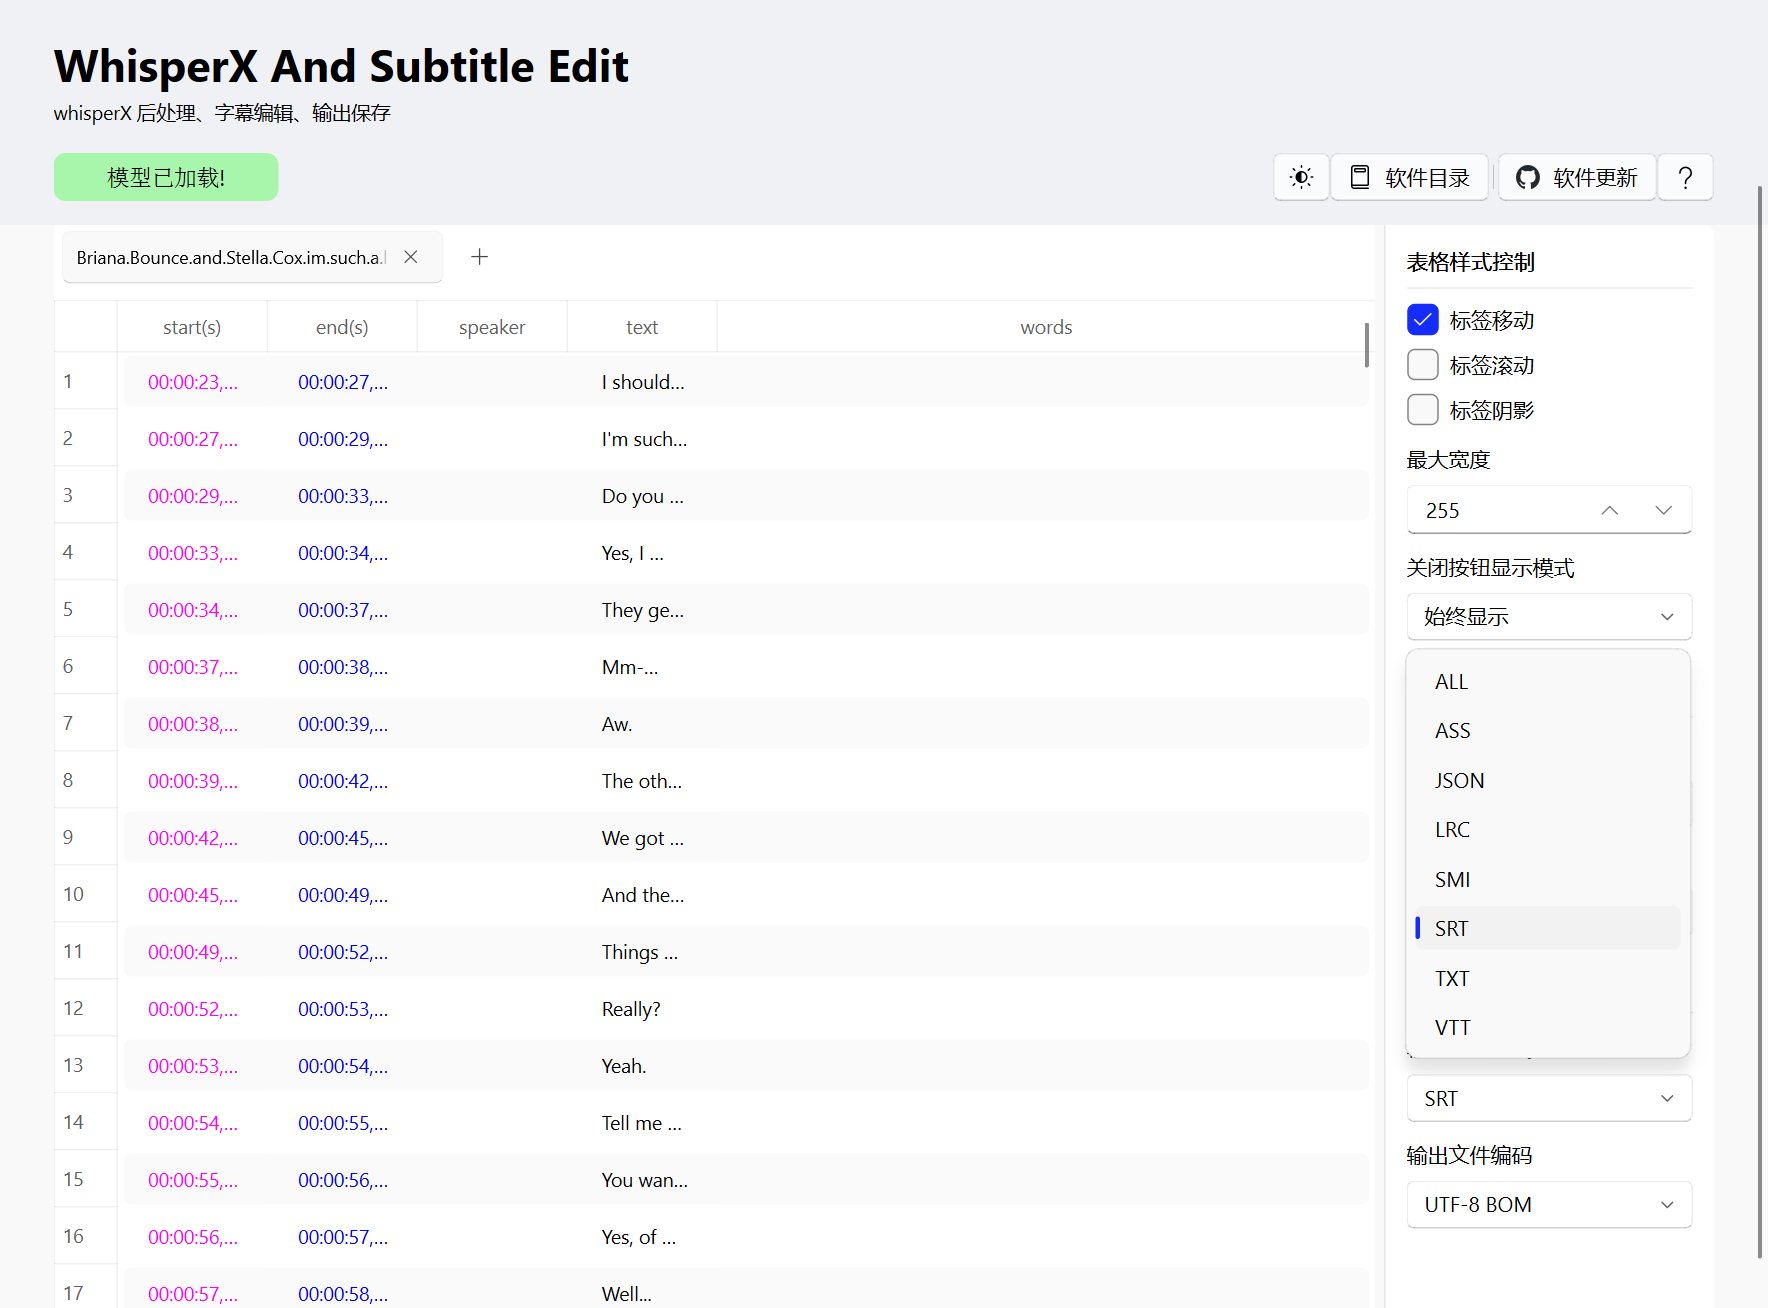 WhisperX And Subtitle Edit
whisperX 后处理、字幕编辑、输出保存
模型已加载!
软件目录
软件更新
?
Briana.Bounce.and.Stella.Cox.im.such.a.
start(s) end(s) speaker text words
1 00:00:23,... 00:00:27,... I should...
2 00:00:27,... 00:00:29,... I'm such...
3 00:00:29,... 00:00:33,... Do you ...
4 00:00:33,... 00:00:34,... Yes, I ...
5 00:00:34,... 00:00:37,... They ge...
6 00:00:37,... 00:00:38,... Mm-...
7 00:00:38,... 00:00:39,... Aw.
8 00:00:39,... 00:00:42,... The oth...
9 00:00:42,... 00:00:45,... We got ...
10 00:00:45,... 00:00:49,... And the...
11 00:00:49,... 00:00:52,... Things ...
12 00:00:52,... 00:00:53,... Really?
13 00:00:53,... 00:00:54,... Yeah.
14 00:00:54,... 00:00:55,... Tell me ...
15 00:00:55,... 00:00:56,... You wan...
16 00:00:56,... 00:00:57,... Yes, of ...
17 00:00:57,... 00:00:58,... Well...
表格样式控制
标签移动
标签滚动
标签阴影
最大宽度
255
关闭按钮显示模式
始终显示
ALL
ASS
JSON
LRC
SMI
SRT
TXT
VTT
SRT
输出文件编码
UTF-8 BOM